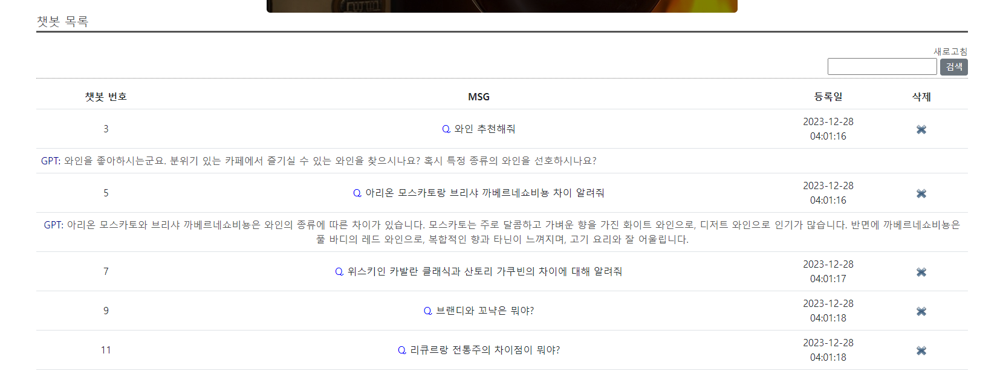 챗봇 목록
새로고침
검색
챗봇 번호 MSG 등록일 삭제
3 Q. 와인 추천해줘 2023-12-28
04:01:16
GPT: 와인을 좋아하시는군요. 분위기 있는 카페에서 즐기실 수 있는 와인을 찾으시나요? 혹시 특정 종류의 와인을 선호하시나요?
5 Q. 아리온 모스카토랑 브리샤 까베르네쇼비뇽 차이 알려줘 2023-12-28
04:01:16
GPT: 아리온 모스카토와 브리샤 까베르네쇼비뇽은 와인의 종류에 따른 차이가 있습니다. 모스카토는 주로 달콤하고 가벼운 향을 가진 화이트 와인으로, 디저트 와인으로 인기가 많습니다. 반면에 까베르네쇼비뇽은
풀 바디의 레드 와인으로, 복합적인 향과 타닌이 느껴지며, 고기 요리와 잘 어울립니다.
7 Q. 위스키인 카발란 클래식과 산토리 가쿠빈의 차이에 대해 알려줘 2023-12-28
04:01:17
9 Q. 브랜디와 꼬냑은 뭐야? 2023-12-28
04:01:18
11 Q. 리큐르랑 전통주의 차이점이 뭐야? 2023-12-28
04:01:18